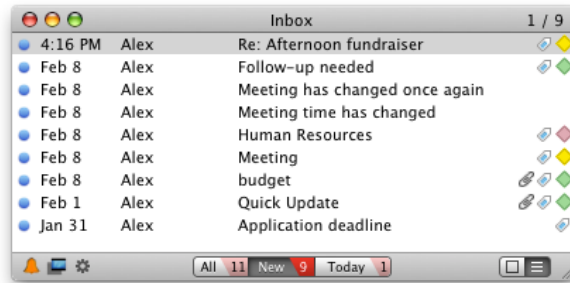 Inbox 1 / 9
4:16 PM Alex Re: Afternoon fundraiser
Feb 8 Alex Follow-up needed
Feb 8 Alex Meeting has changed once again
Feb 8 Alex Meeting time has changed
Feb 8 Alex Human Resources
Feb 8 Alex Meeting
Feb 8 Alex budget
Feb 1 Alex Quick Update
Jan 31 Alex Application deadline
All 11 New 9 Today 1